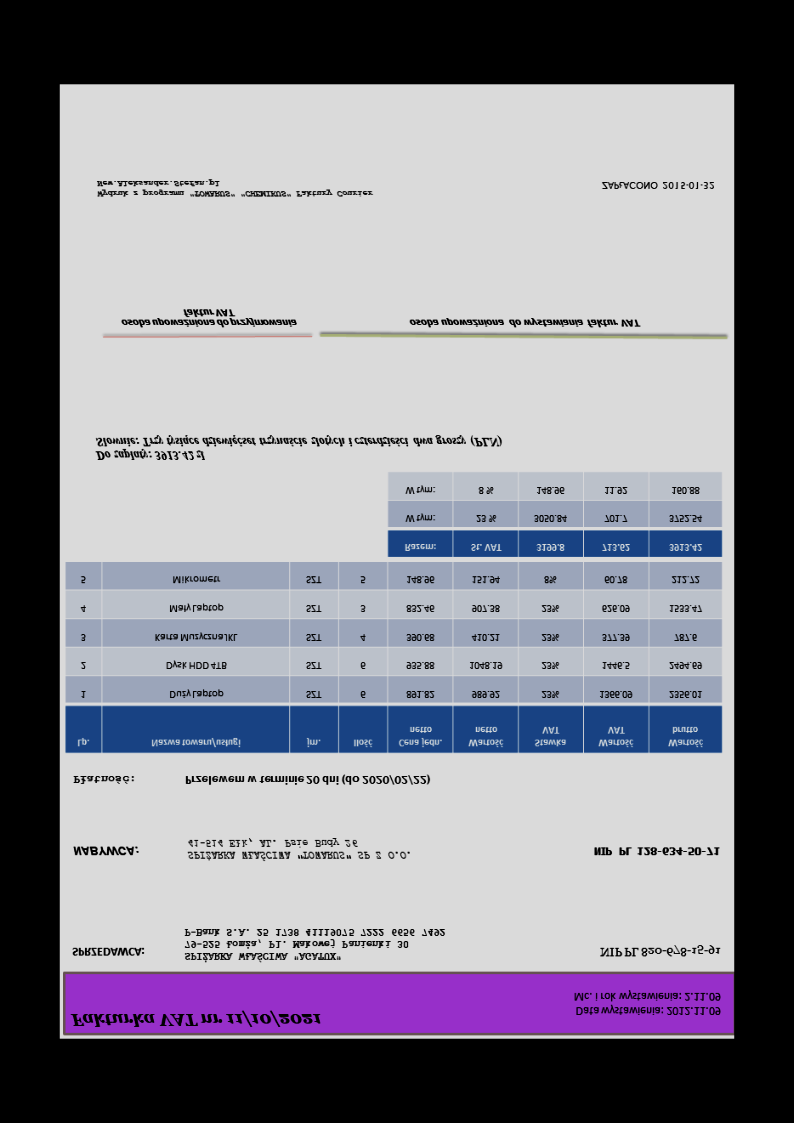 Data wystawienia: 2012.11.09
Fakturka VAT nr 11/10/2021
Mc. i rok wystawienia: 2.11.09
SPIŻARKA WŁAŚCIWA "AGATUX"
SPRZEDAWCA: 79-525 Łomża, Pl. Makowej Panienki 30 NIP PL 820-678-15-91
P-Bank S.A. 25 1738 41119075 7222 6656 7492
SPIŻARKA WŁAŚCIWA "TOWARUS" SP Z O.O.
NABYWCA: NIP PL 128-634-50-71
41-514 Ełk, AL. Psie Budy 26
Płatność: Przelewem w terminie 20 dni (do 2020/02/22)
Lp. Nazwa towaru/usługi jm. Ilość Cena jedn. Wartość Stawka Wartość Wartość
netto netto VAT VAT brutto
1 Duży Laptop SZT 6 891.82 989.92 23% 1366.09 2356.01
2 Dysk HDD 4TB SZT 6 935.88 1048.19 23% 1446.5 2494.69
3 Karta Muzyczna JKL SZT 4 390.68 410.21 23% 377.39 787.6
4 Mały Laptop SZT 3 832.46 907.38 23% 626.09 1533.47
5 Mikrometr SZT 5 148.96 151.94 8% 60.78 212.72
Razem: St. VAT 3199.8 713.62 3913.42
W tym: 23 % 3050.84 701.7 3752.54
W tym: 8 % 148.96 11.92 160.88
Do zapłaty: 3913.42 zł
Słownie: Trzy tysiące dziewięćset trzynaście złotych i czterdzieści dwa groszy (PLN)
osoba upoważniona do przyjmowania
faktur VAT
osoba upoważniona do wystawiania faktur VAT
Wydruk z programu "TOWARUS" "CHEMIKUS" Faktury Courier
New.Aleksander.Stefan.pl
ZAPŁACONO 2015-01-32